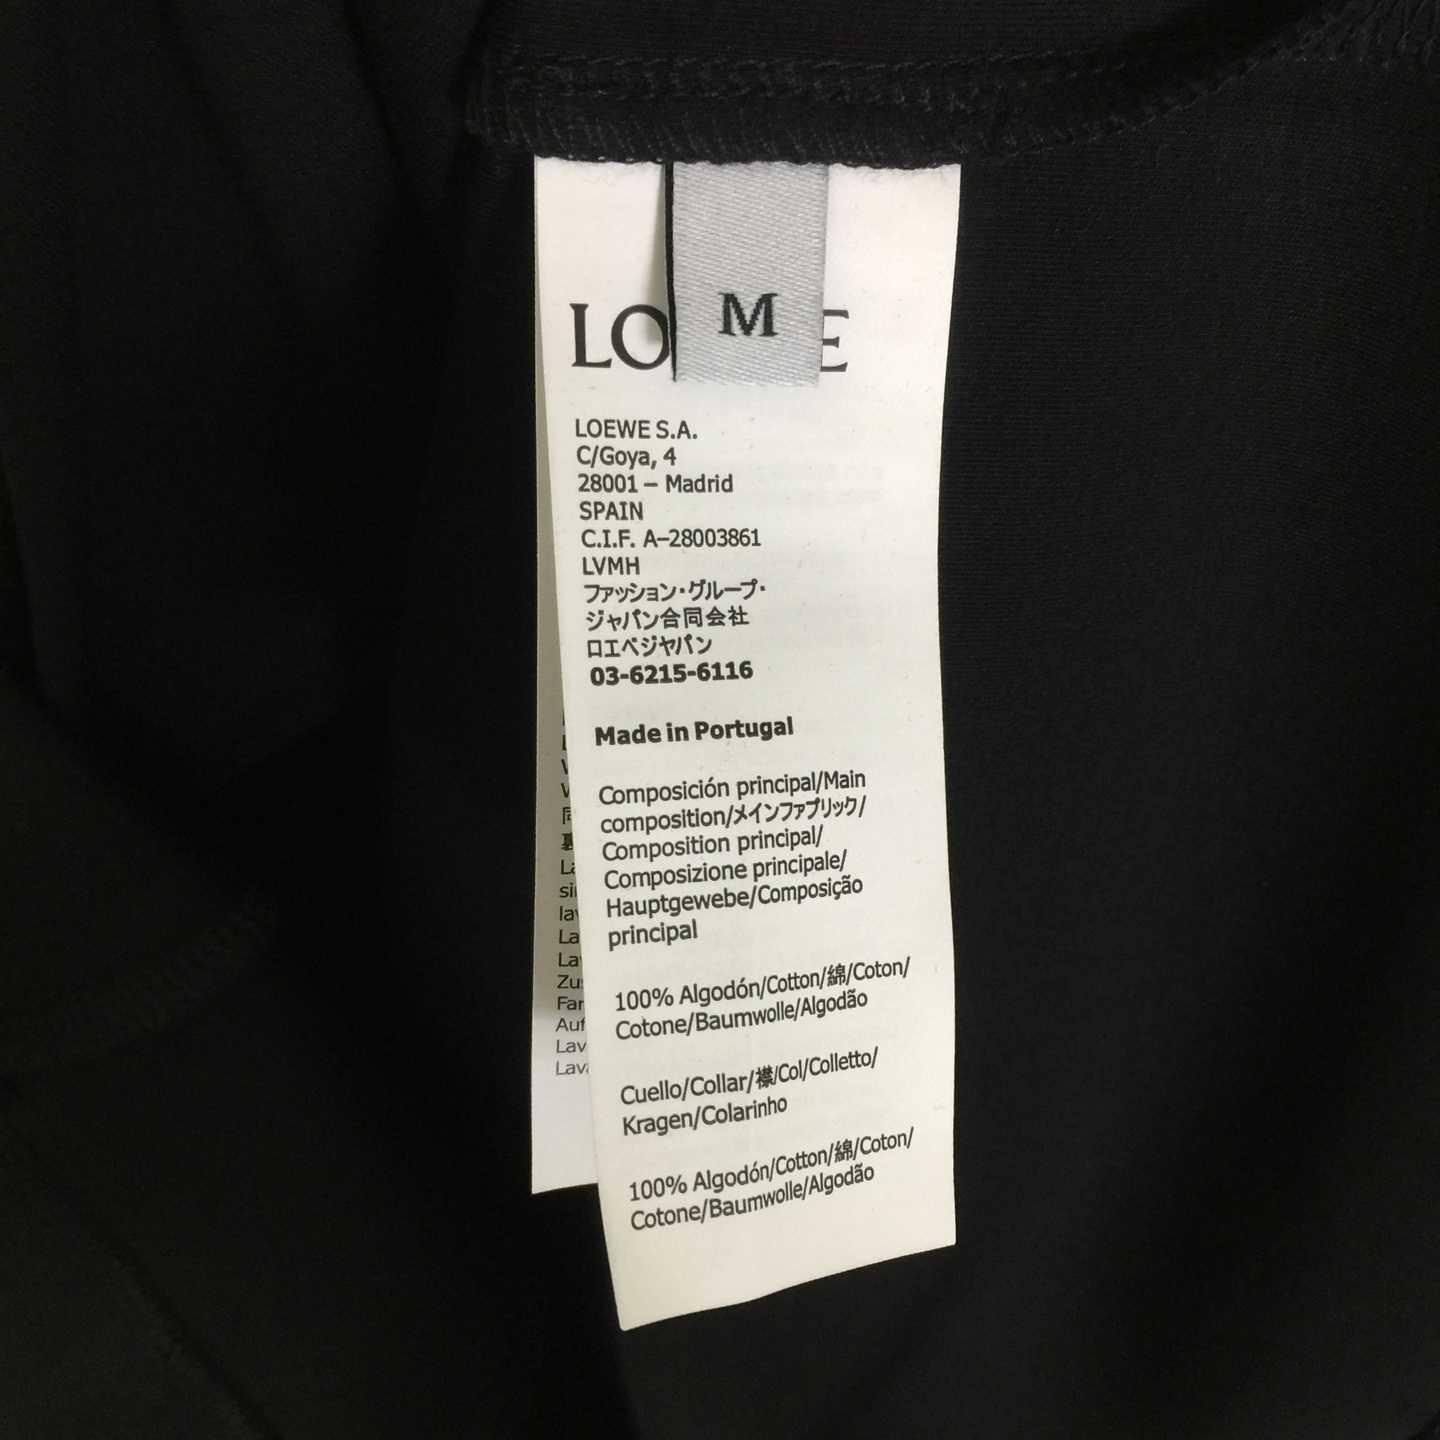 M
LO E
LOEWE S.A.
C/Goya, 4
28001 – Madrid
SPAIN
C.I.F. A–28003861
LVMH
ファッション・グループ・
ジャパン合同会社
ロエベジャパン
03-6215-6116
Made in Portugal
Composición principal/Main
composition/メインファブリック/
Composition principal/
Composizione principale/
Hauptgewebe/Composição
principal
100% Algodón/Cotton/綿/Coton/
Cotone/Baumwolle/Algodão
Cuello/Collar/襟/Col/Colletto/
Kragen/Colarinho
100% Algodón/Cotton/綿/Coton/
Cotone/Baumwolle/Algodão